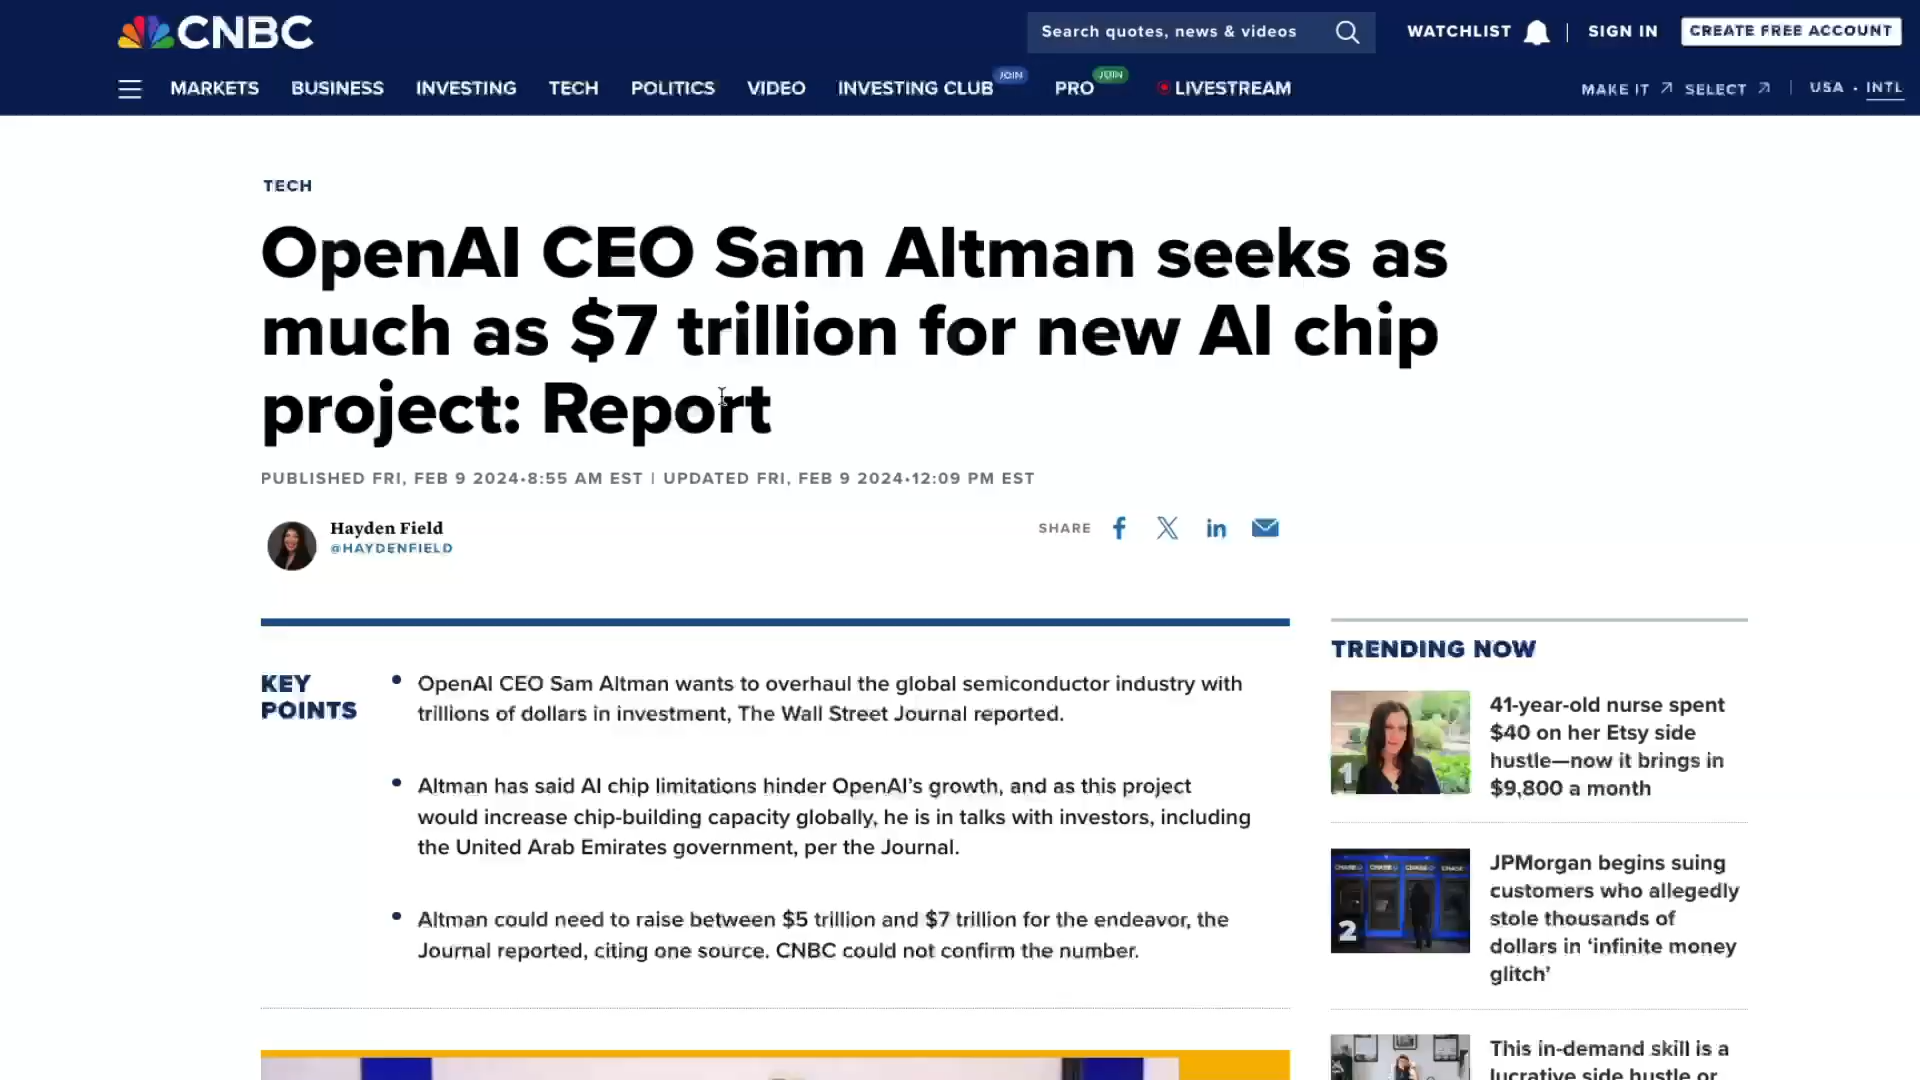 CNBC
Search quotes, news & videos
WATCHLIST
SIGN IN
CREATE FREE ACCOUNT
MARKETS
BUSINESS
INVESTING
TECH
POLITICS
VIDEO
INVESTING CLUB
JOIN
PRO
JOIN
LIVESTREAM
MAKE IT
SELECT
USA • INTL
TECH
OpenAI CEO Sam Altman seeks as
much as $7 trillion for new AI chip
project: Report
PUBLISHED FRI, FEB 9 2024•8:55 AM EST | UPDATED FRI, FEB 9 2024•12:09 PM EST
Hayden Field
@HAYDENFIELD
SHARE
KEY
POINTS
• OpenAI CEO Sam Altman wants to overhaul the global semiconductor industry with
trillions of dollars in investment, The Wall Street Journal reported.
• Altman has said AI chip limitations hinder OpenAI’s growth, and as this project
would increase chip-building capacity globally, he is in talks with investors, including
the United Arab Emirates government, per the Journal.
• Altman could need to raise between $5 trillion and $7 trillion for the endeavor, the
Journal reported, citing one source. CNBC could not confirm the number.
TRENDING NOW
1
41-year-old nurse spent
$40 on her Etsy side
hustle—now it brings in
$9,800 a month
CHASE CHASE CHASE CHASE
2
JPMorgan begins suing
customers who allegedly
stole thousands of
dollars in ‘infinite money
glitch’
This in-demand skill is a
lucrative side hustle or